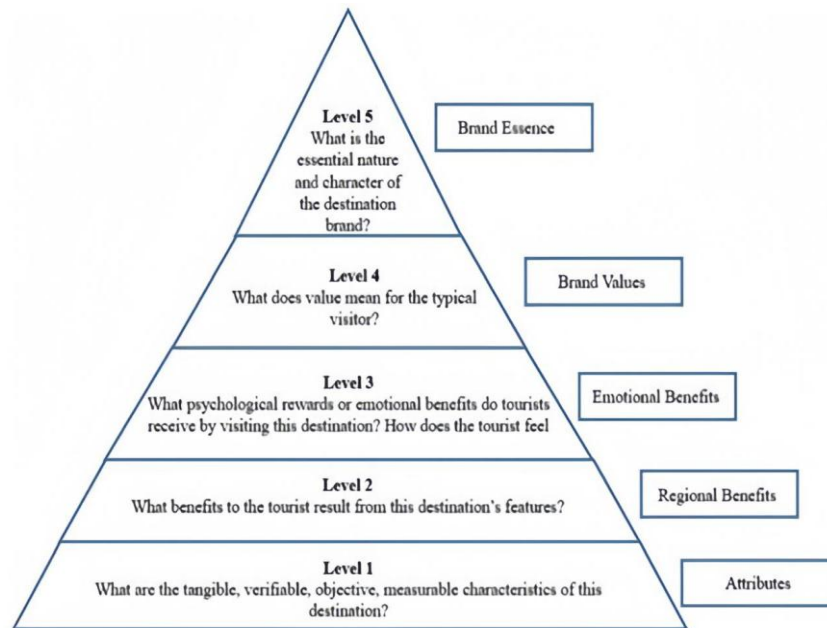 Level 5
What is the
essential nature
and character of
the destination
brand?
Brand Essence
Level 4
What does value mean for the typical
visitor?
Brand Values
Level 3
What psychological rewards or emotional benefits do tourists
receive by visiting this destination? How does the tourist feel
Emotional Benefits
Level 2
What benefits to the tourist result from this destination's features?
Regional Benefits
Level 1
What are the tangible, verifiable, objective, measurable characteristics of this
destination?
Attributes